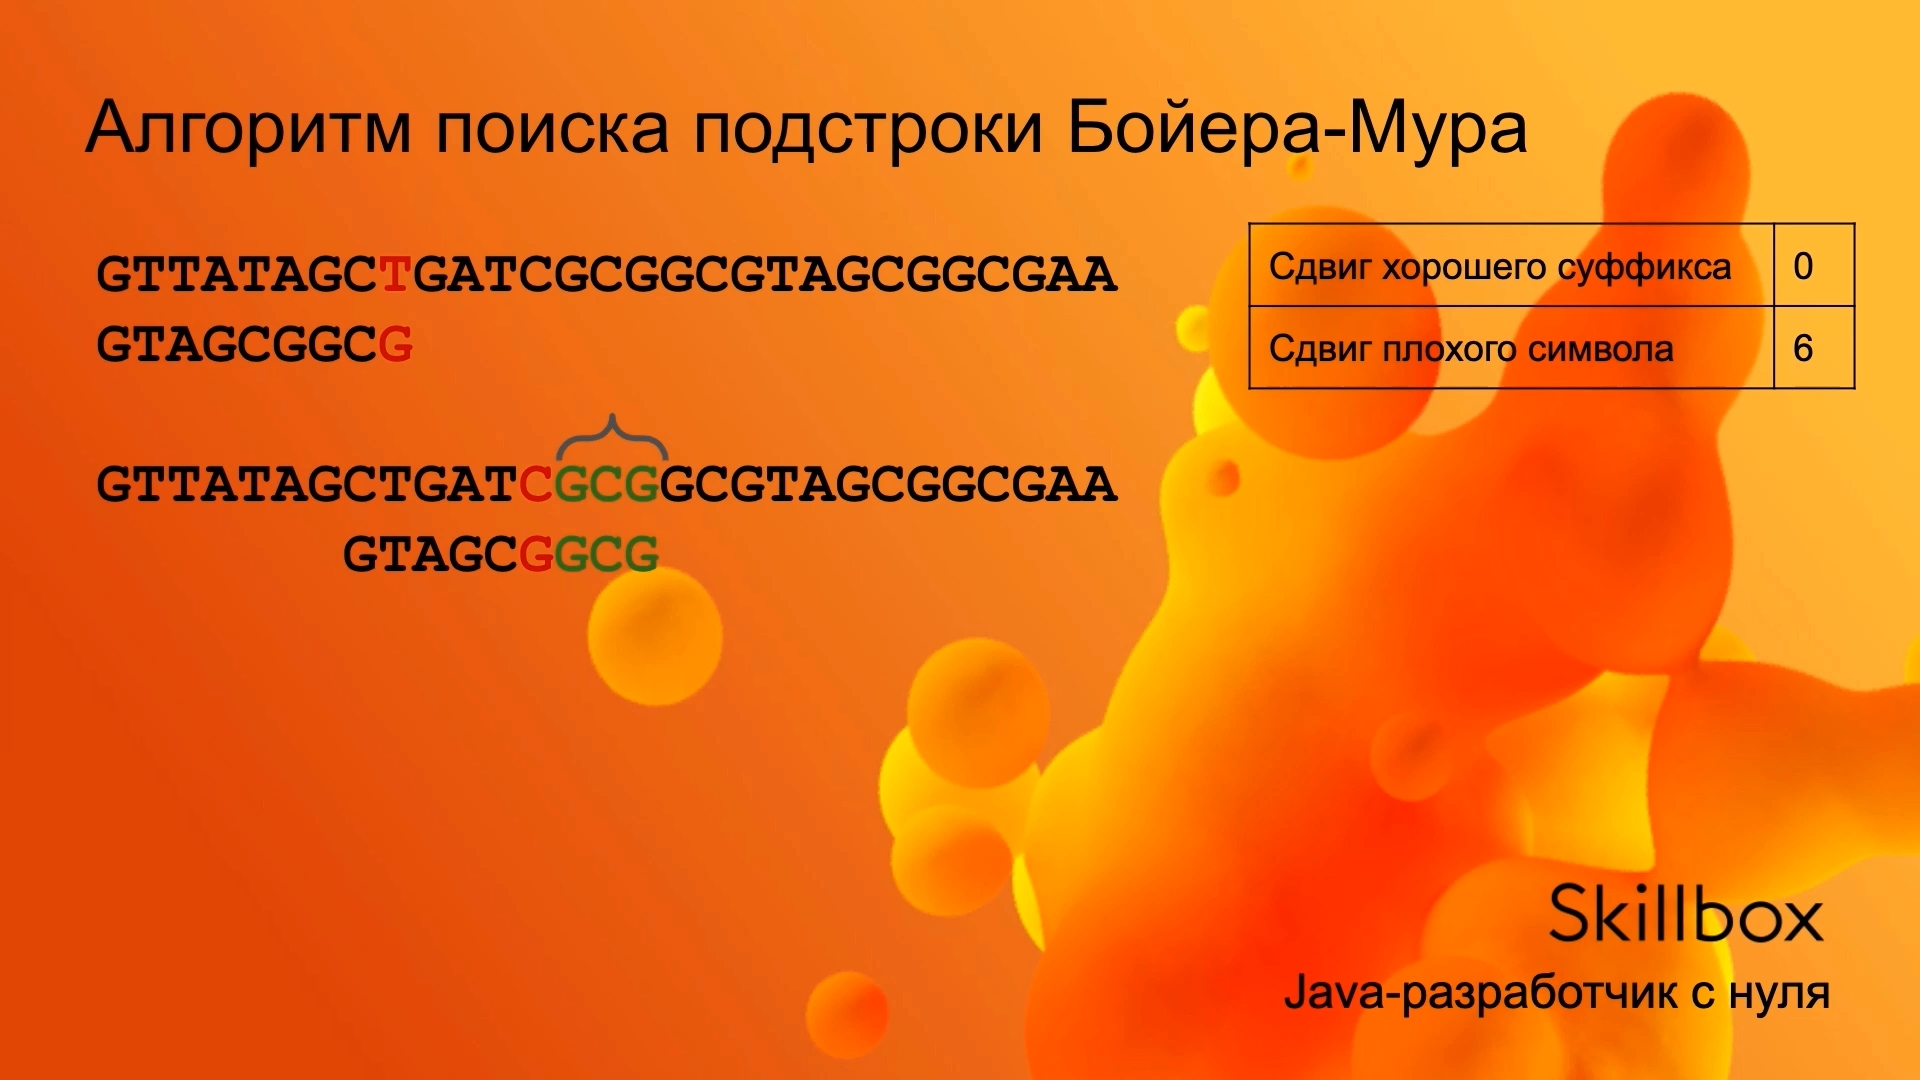 Алгоритм поиска подстроки Бойера-Мура
GTTATAGCTGATCGCGGCGTAGCGGCGAA
GTAGCGGCG
Сдвиг хорошего суффикса 0
Сдвиг плохого символа 6
GTTATAGCTGATCGCGGCGTAGCGGCGAA
GTAGCGGCG
Skillbox
Java-разработчик с нуля